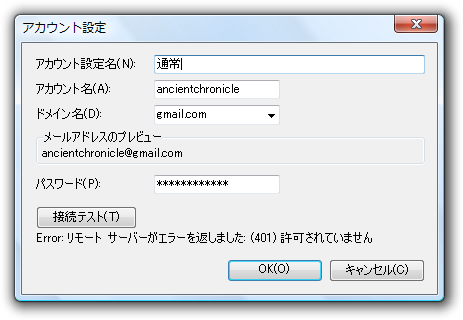 アカウント設定
アカウント設定名(N): 通常
アカウント名(A): ancientchronicle
ドメイン名(D): gmail.com
メールアドレスのプレビュー
ancientchronicle@gmail.com
パスワード(P): ************
接続テスト(T)
Error: リモート サーバーがエラーを返しました: (401) 許可されていません
OK(O) キャンセル(C)